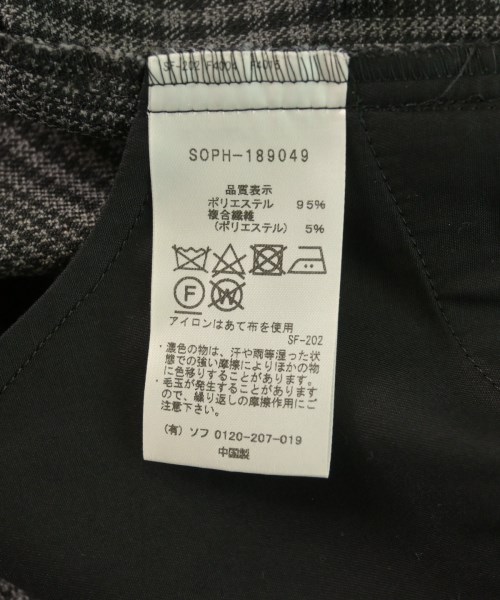 SF-202 F4004 F4015
SOPH-189049
品質表示
ポリエステル 95%
複合繊維
(ポリエステル) 5%
F W
アイロンはあて布を使用
SF-202
・濃色の物は、汗や雨等湿った状
態での強い摩擦によりほかの物
に色移りすることがあります。
・毛玉が発生することがあります
ので、繰り返しの摩擦作用にご
注意下さい。
(有) ソフ 0120-207-019
中国製